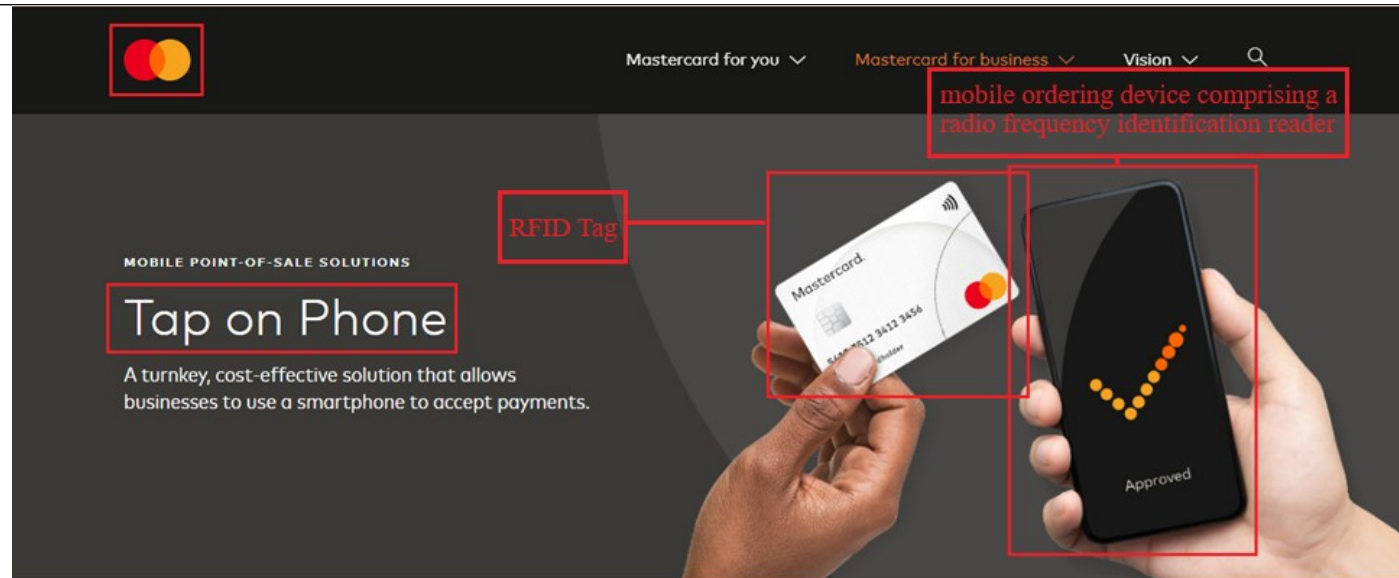 Mastercard for you
Mastercard for business
Vision
mobile ordering device comprising a
radio frequency identification reader
RFID Tag
MOBILE POINT-OF-SALE SOLUTIONS
Tap on Phone
A turnkey, cost-effective solution that allows
businesses to use a smartphone to accept payments.
Mastercard.
3412 3456
Approved